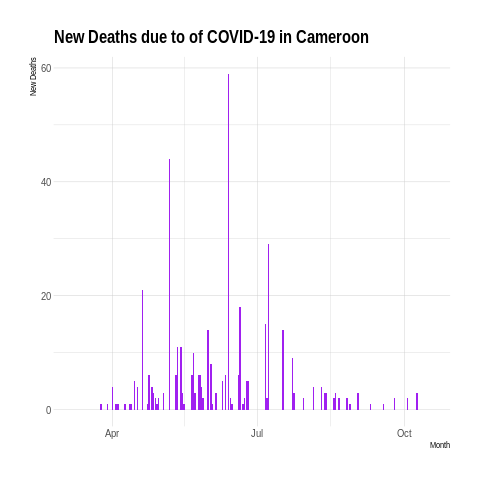 New Deaths due to of COVID-19 in Cameroon
New Deaths
60
40
20
0
Apr
Jul
Oct
Month